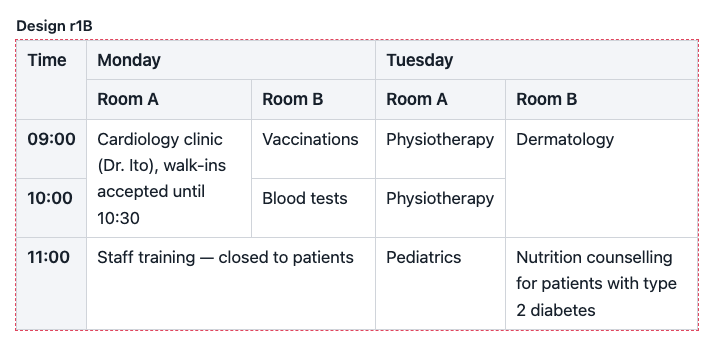 Design r1B
Time Monday Tuesday
Room A Room B Room A Room B
09:00 Cardiology clinic Vaccinations Physiotherapy Dermatology
(Dr. Ito), walk-ins
accepted until
10:00 Blood tests Physiotherapy
10:30
11:00 Staff training — closed to patients Pediatrics Nutrition counselling
for patients with type
2 diabetes